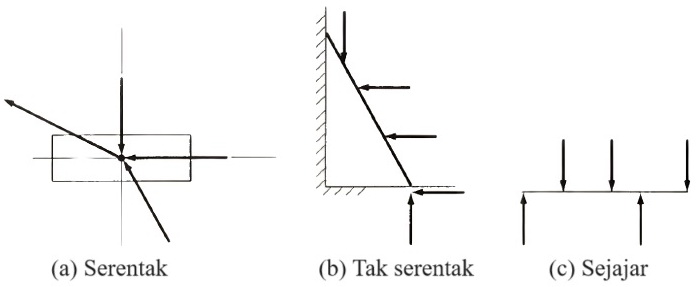 (a) Serentak
(b) Tak serentak
(c) Sejajar